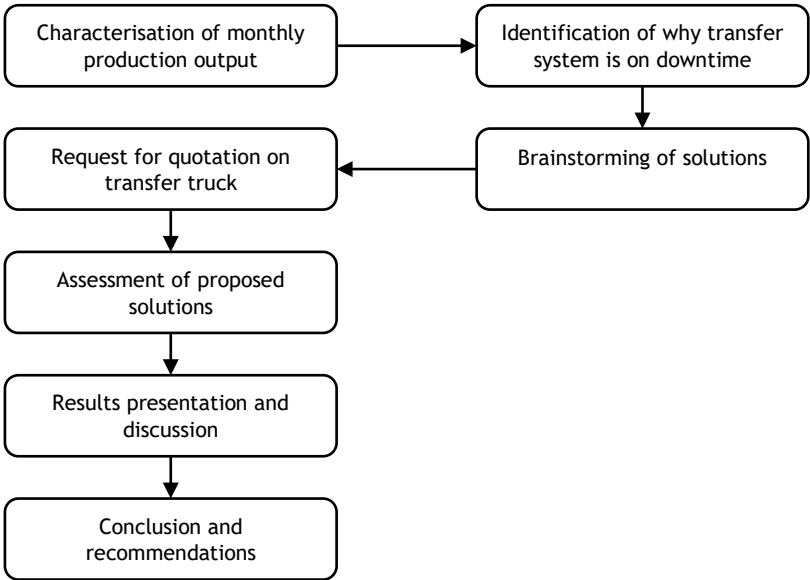 Characterisation of monthly
production output
Identification of why transfer
system is on downtime
Brainstorming of solutions
Request for quotation on
transfer truck
Assessment of proposed
solutions
Results presentation and
discussion
Conclusion and
recommendations